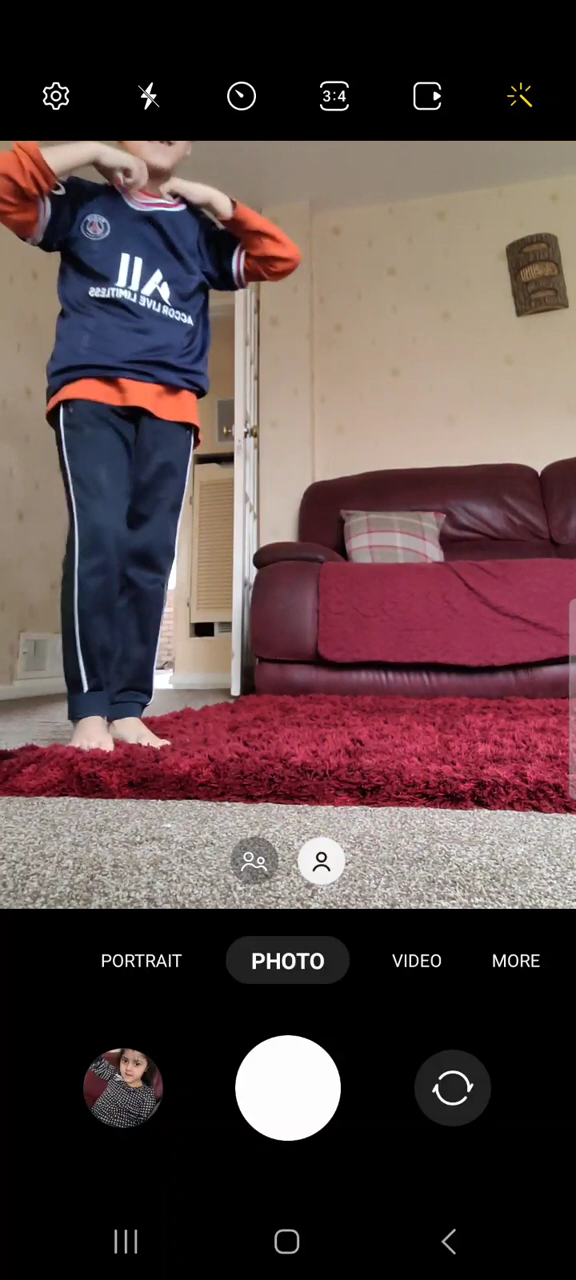 3:4
ALL
ACCOR LIVE LIMITLESS
PORTRAIT
PHOTO
VIDEO
MORE